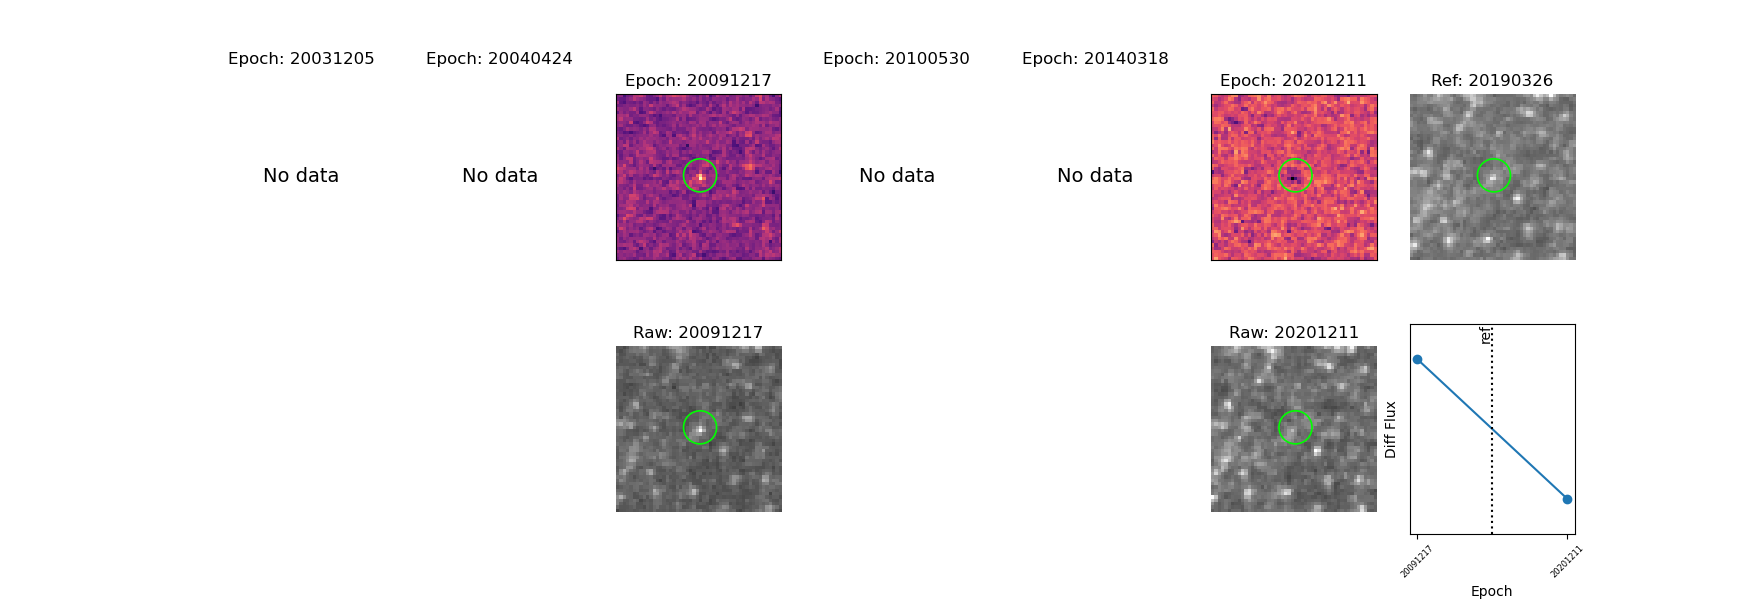 Epoch: 20031205
Epoch: 20040424
Epoch: 20091217
Epoch: 20100530
Epoch: 20140318
Epoch: 20201211
Ref: 20190326
No data
No data
No data
No data
Raw: 20091217
Raw: 20201211
ref
Diff Flux
20091217
20201211
Epoch